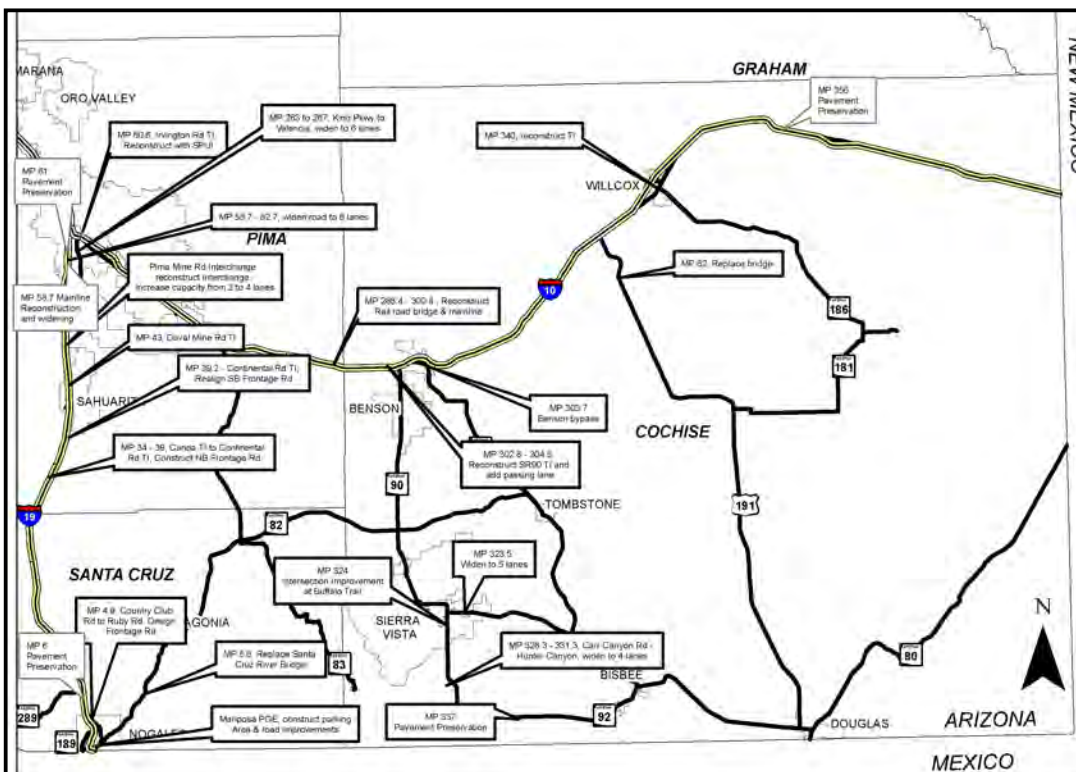 GRAHAM
NEW MEXICO
MARANA
ORO VALLEY
MP 350
Pavement
Preservation
MP 260 to 267, Kino Pkwy to
Valencia, widen to 6 lanes
MP 60.6, Irvington Rd TI
Reconstruct with SPUI
MP 340, reconstruct TI
MP 61
Pavement
Preservation
WILLCOX
MP 58.7 - 62.7, widen road to 6 lanes
PIMA
Pima Mine Rd Interchange
reconstruct interchange
Increase capacity from 2 to 4 lanes
MP 62, Replace bridge
MP 58.7 Mainline
Reconstruction
and widening
10
MP - Reconstruct
Rail road bridge & mainline
186
MP 43, Duval Mine Rd TI
181
MP 39.2 - Continental Rd TI,
Realign SB Frontage Rd
SAHUARIT
BENSON
MP 303.7
Benson bypass
COCHISE
MP 34 - 39, Canoa TI to Continental
Rd TI, Construct NB Frontage Rd
MP 302.8 - 304.5,
Reconstruct SR90 TI and
add passing lane
90
191
TOMBSTONE
19
82
MP 323.5
Widen to 5 lanes
MP 324
Intersection improvement
at Buffalo Trail
SANTA CRUZ
MP 4.9, Country Club
Rd to Ruby Rd, Design
Frontage Rd
AGONIA
SIERRA
VISTA
N
MP 6
Pavement
Preservation
MP 5.8, Replace Santa
Cruz River Bridge
83
MP 328.3 - 331.3, Carr Canyon Rd -
Hunter Canyon, widen to 4 lanes
80
BISBEE
289
Mariposa POE, construct parking
Area & road improvements
MP 337
Pavement Preservation
92
DOUGLAS
ARIZONA
189
NOGALES
MEXICO